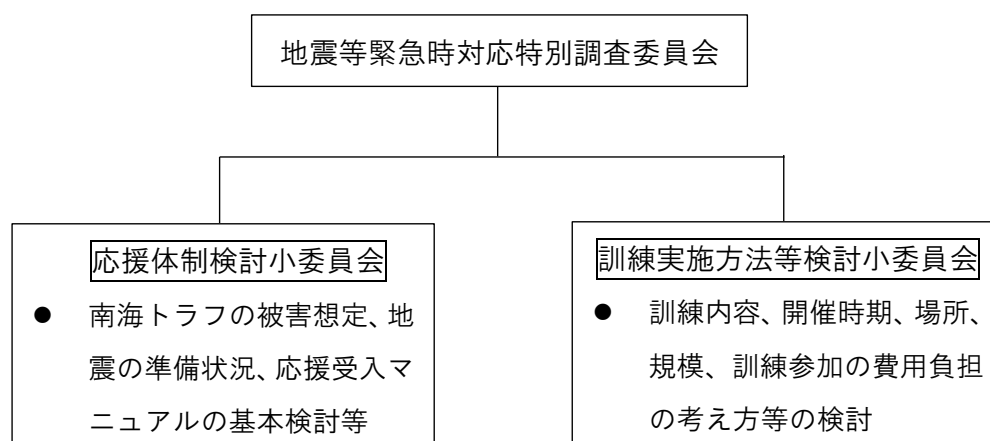 地震等緊急時対応特別調査委員会
応援体制検討小委員会
● 南海トラフの被害想定、地
震の準備状況、応援受入マ
ニュアルの基本検討等
訓練実施方法等検討小委員会
● 訓練内容、開催時期、場所、
規模、訓練参加の費用負担
の考え方等の検討